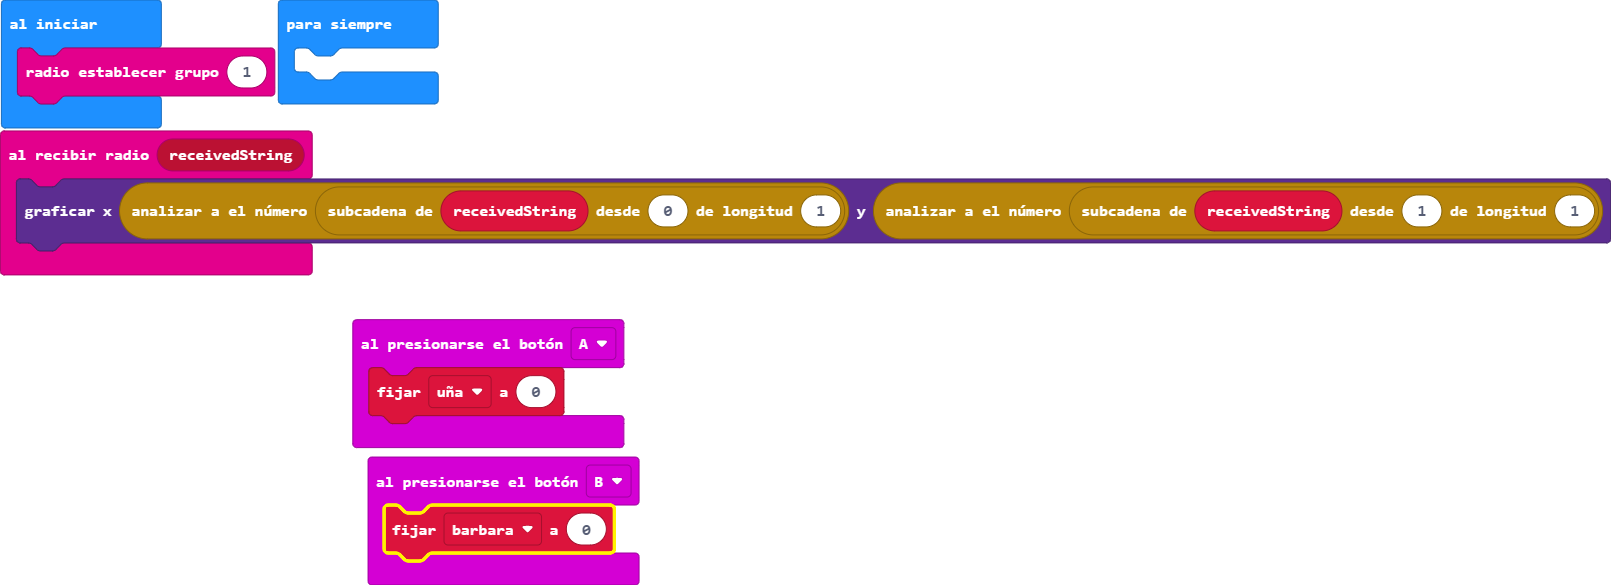 al iniciar
radio establecer grupo 1
para siempre
al recibir radio receivedString
graficar x analizar a el número subcadena de receivedString desde 0 de longitud 1 y analizar a el número subcadena de receivedString desde 1 de longitud 1
al presionarse el botón A
fijar uña a 0
al presionarse el botón B
fijar barbara a 0